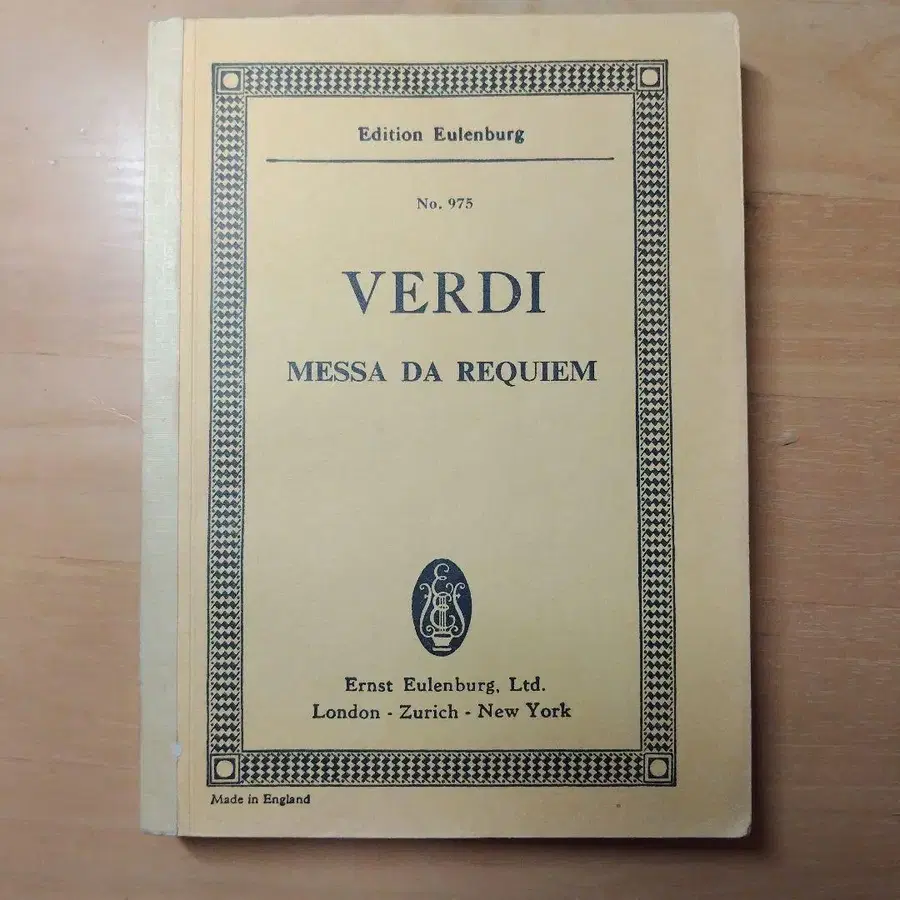 Edition Eulenburg
No. 975
VERDI
MESSA DA REQUIEM
Ernst Eulenburg, Ltd.
London - Zurich - New York
Made in England